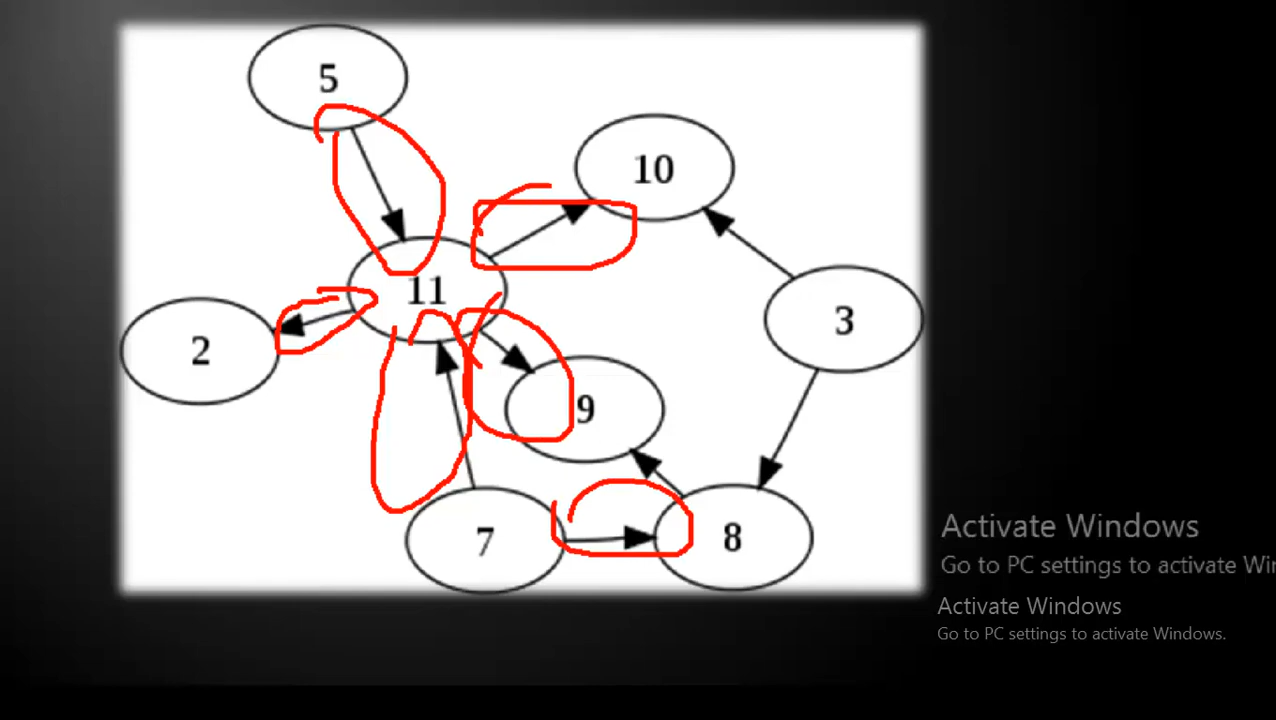 5
10
11
3
2
9
7
8
Activate Windows
Go to PC settings to activate Win
Activate Windows
Go to PC settings to activate Windows.